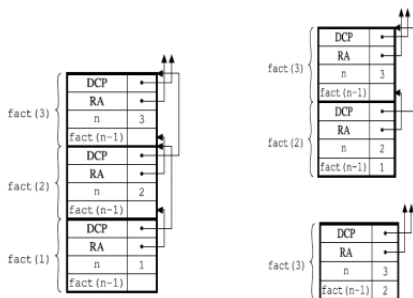 DCP
RA
fact(3)
n 3
fact(n-1)
DCP
RA
fact(2)
n 2
fact(n-1)
DCP
RA
fact(1)
n 1
fact(n-1)
DCP
RA
fact(3)
n 3
fact(n-1)
DCP
RA
fact(2)
n 2
fact(n-1) 1
DCP
RA
fact(3)
n 3
fact(n-1) 2